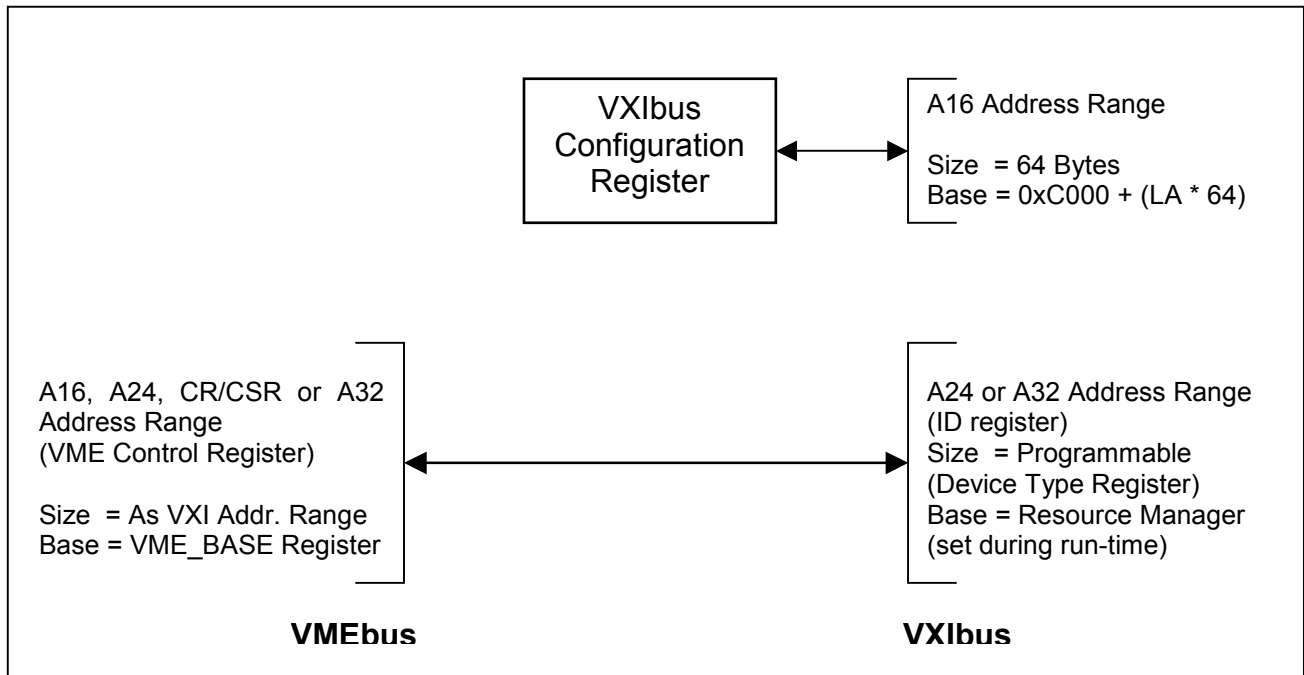 VXIbus
Configuration
Register
A16 Address Range
Size = 64 Bytes
Base = 0xC000 + (LA * 64)
A16, A24, CR/CSR or A32
Address Range
(VME Control Register)
Size = As VXI Addr. Range
Base = VME_BASE Register
A24 or A32 Address Range
(ID register)
Size = Programmable
(Device Type Register)
Base = Resource Manager
(set during run-time)
VMEbus
VXIbus